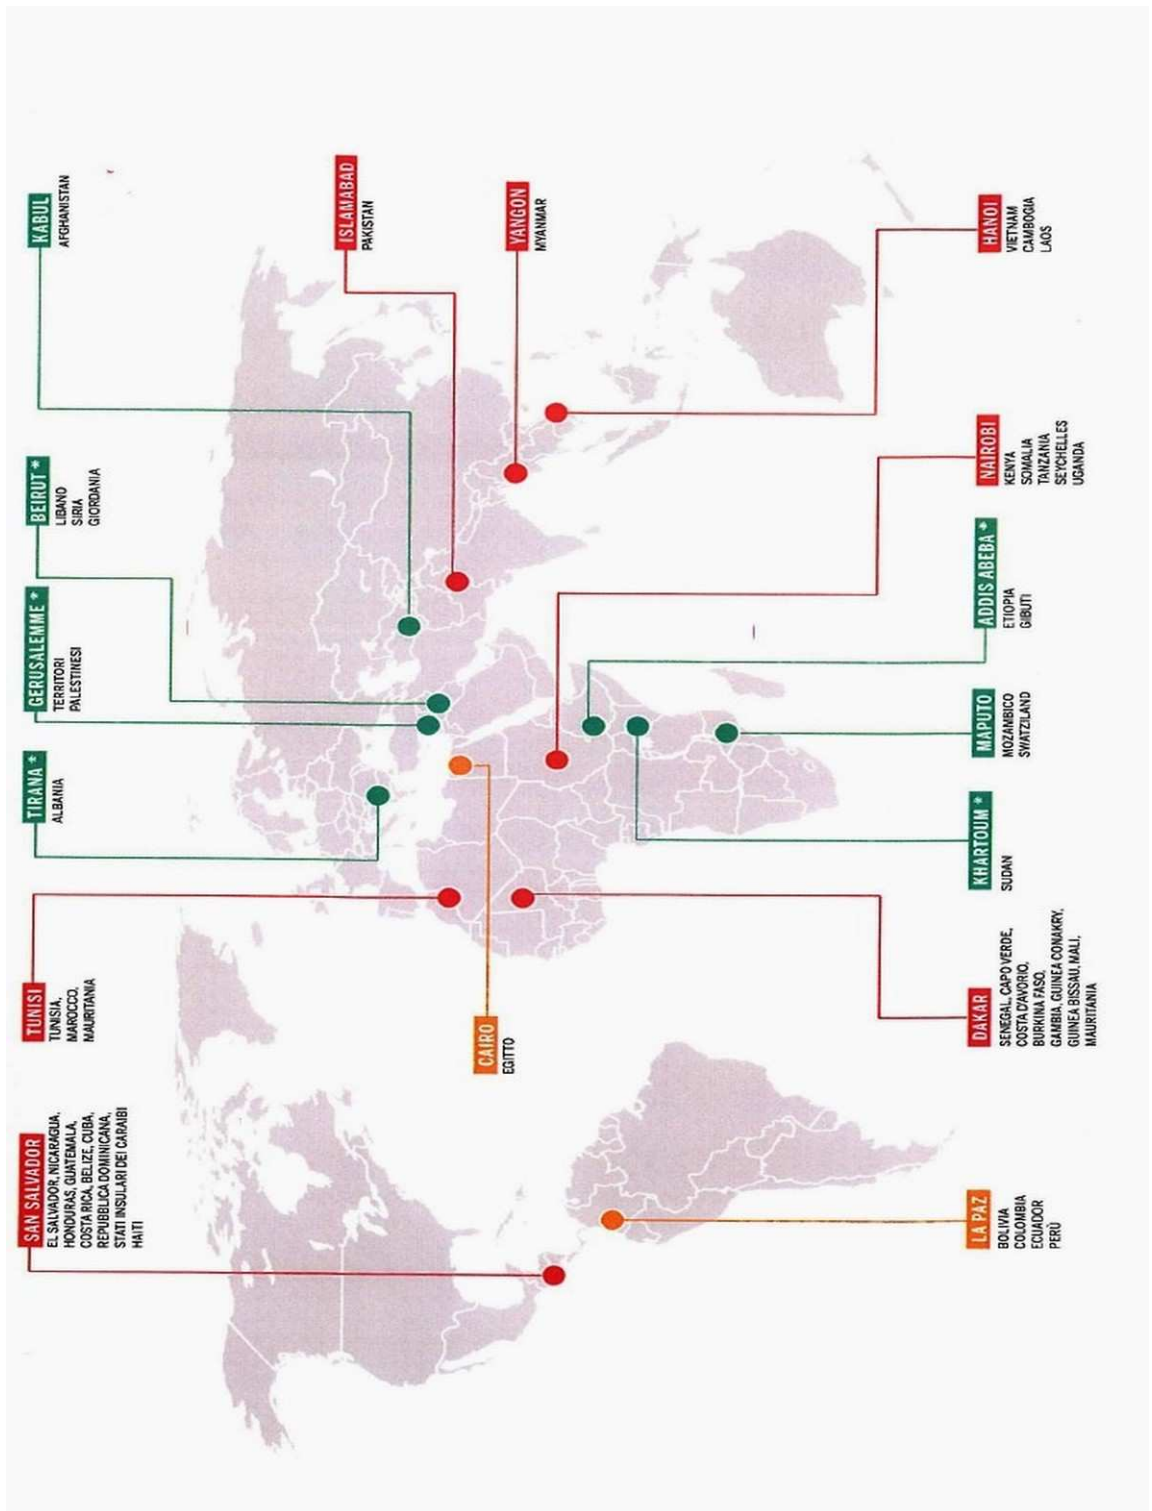 SAN SALVADOR
EL SALVADOR, NICARAGUA,
HONDURAS, GUATEMALA,
COSTA RICA, BELIZE, CUBA,
REPUBBLICA DOMINICANA,
STATI INSULARI DEI CARAIBI
HAITI
TUNISI
TUNISIA,
MAROCCO,
MAURITANIA
TIRANA *
ALBANIA
GERUSALEMME *
TERRITORI
PALESTINESI
BEIRUT *
LIBANO
SIRIA
GIORDANIA
KABUL
AFGHANISTAN
ISLAMABAD
PAKISTAN
YANGON
MYANMAR
CAIRO
EGITTO
LA PAZ
BOLIVIA
COLOMBIA
ECUADOR
PERÙ
DAKAR
SENEGAL, CAPO VERDE,
COSTA D'AVORIO,
BURKINA FASO,
GAMBIA, GUINEA CONAKRY,
GUINEA BISSAU, MALI,
MAURITANIA
KHARTOUM *
SUDAN
MAPUTO
MOZAMBICO
SWATZILAND
ADDIS ABEBA *
ETIOPIA
GIBUTI
NAIROBI
KENYA
SOMALIA
TANZANIA
SEYCHELLES
UGANDA
HANOI
VIETNAM
CAMBOGIA
LAOS